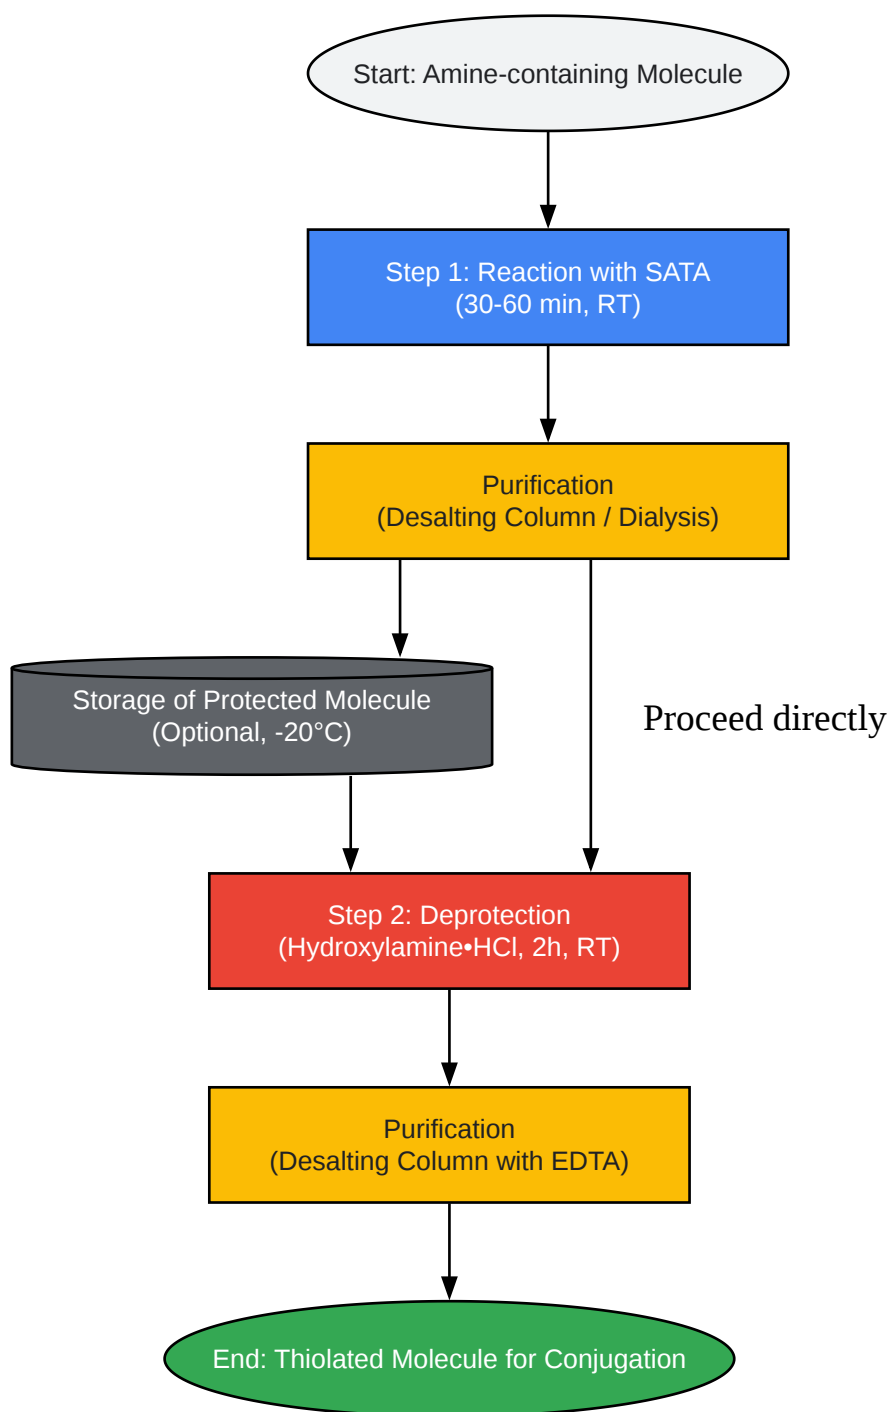 Start: Amine-containing Molecule
Step 1: Reaction with SATA
(30-60 min, RT)
Purification
(Desalting Column / Dialysis)
Storage of Protected Molecule
(Optional, -20°C)
Proceed directly
Step 2: Deprotection
(Hydroxylamine•HCl, 2h, RT)
Purification
(Desalting Column with EDTA)
End: Thiolated Molecule for Conjugation